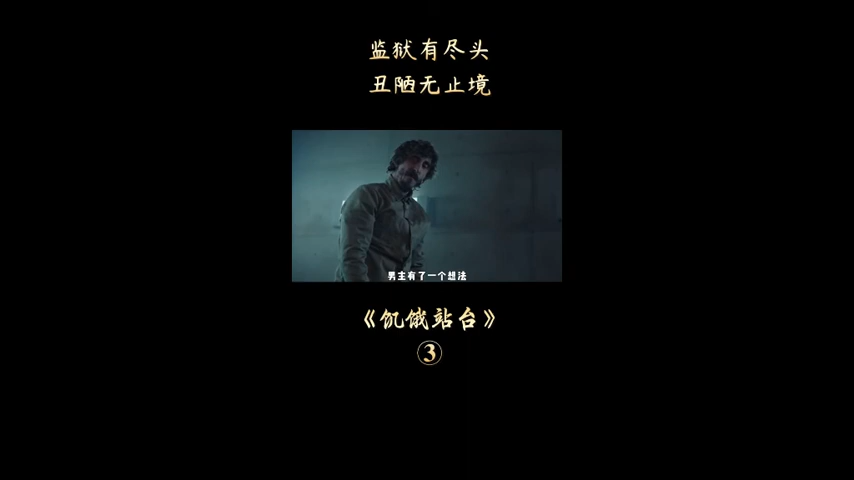 监狱有尽头
丑陋无止境
男主有了一个想法
《饥饿站台》
③